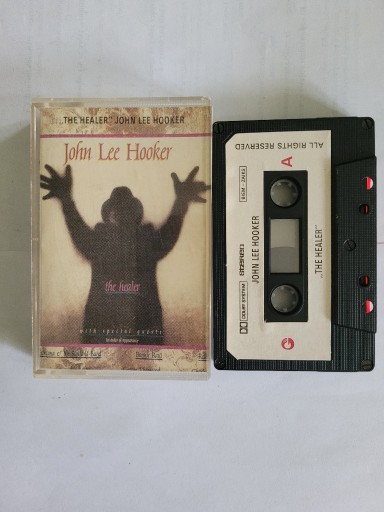 „THE HEALER" JOHN LEE HOOKER
John Lee Hooker
the healer
with special guests
ALL RIGHTS RESERVED
A
STEREO
DOLBY SYSTEM
JOHN LEE HOOKER
„THE HEALER"